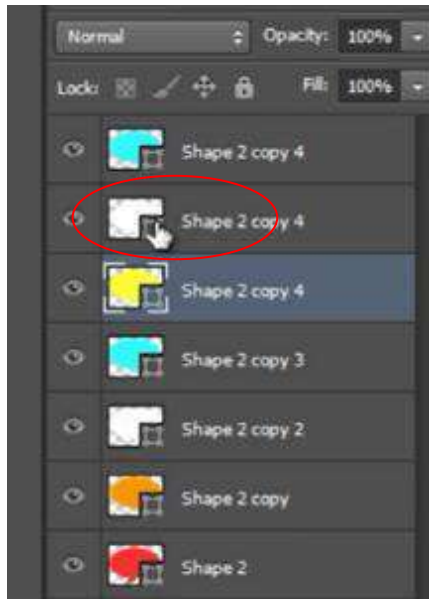 Normal Opacity: 100%
Lock: Fill: 100%
Shape 2 copy 4
Shape 2 copy 4
Shape 2 copy 4
Shape 2 copy 3
Shape 2 copy 2
Shape 2 copy
Shape 2